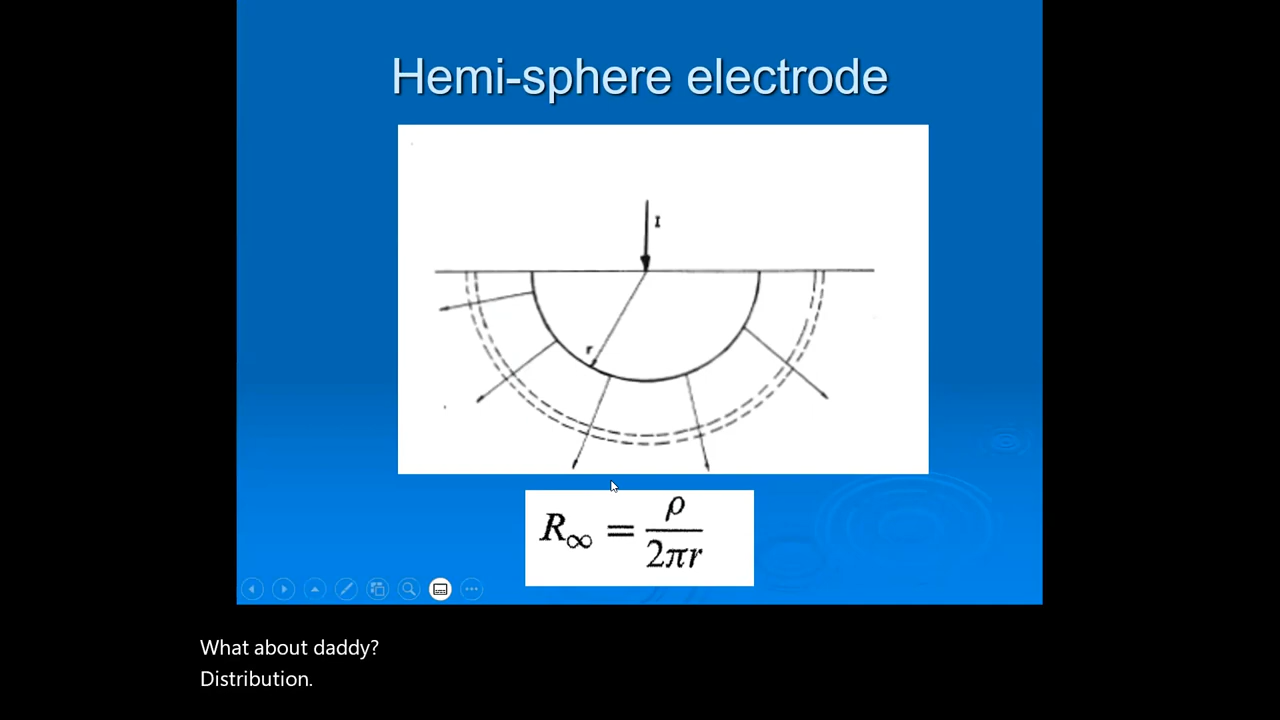 Hemi-sphere electrode
I
r
R∞ = ρ / 2πr
What about daddy?
Distribution.